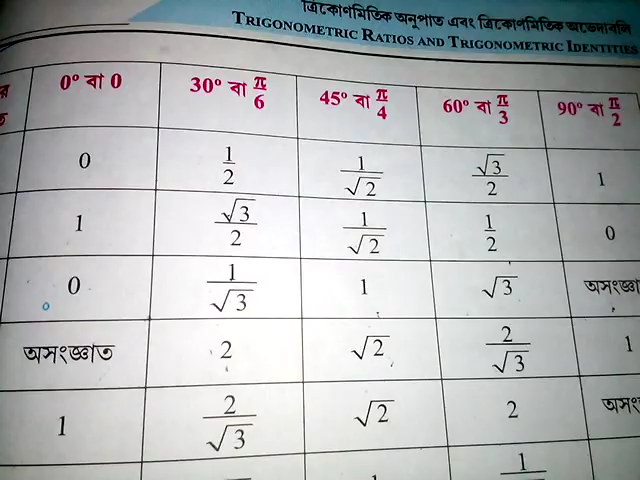 ত্রিকোণমিতিক অনুপাত এবং ত্রিকোণমিতিক অভেদাবলি
TRIGONOMETRIC RATIOS AND TRIGONOMETRIC IDENTITIES
0° বা 0 30° বা π/6 45° বা π/4 60° বা π/3 90° বা π/2
0 1/2 1/√2 √3/2 1
1 √3/2 1/√2 1/2 0
0 1/√3 1 √3
অসংজ্ঞাত 2 √2 2/√3 1
1 2/√3 √2 2